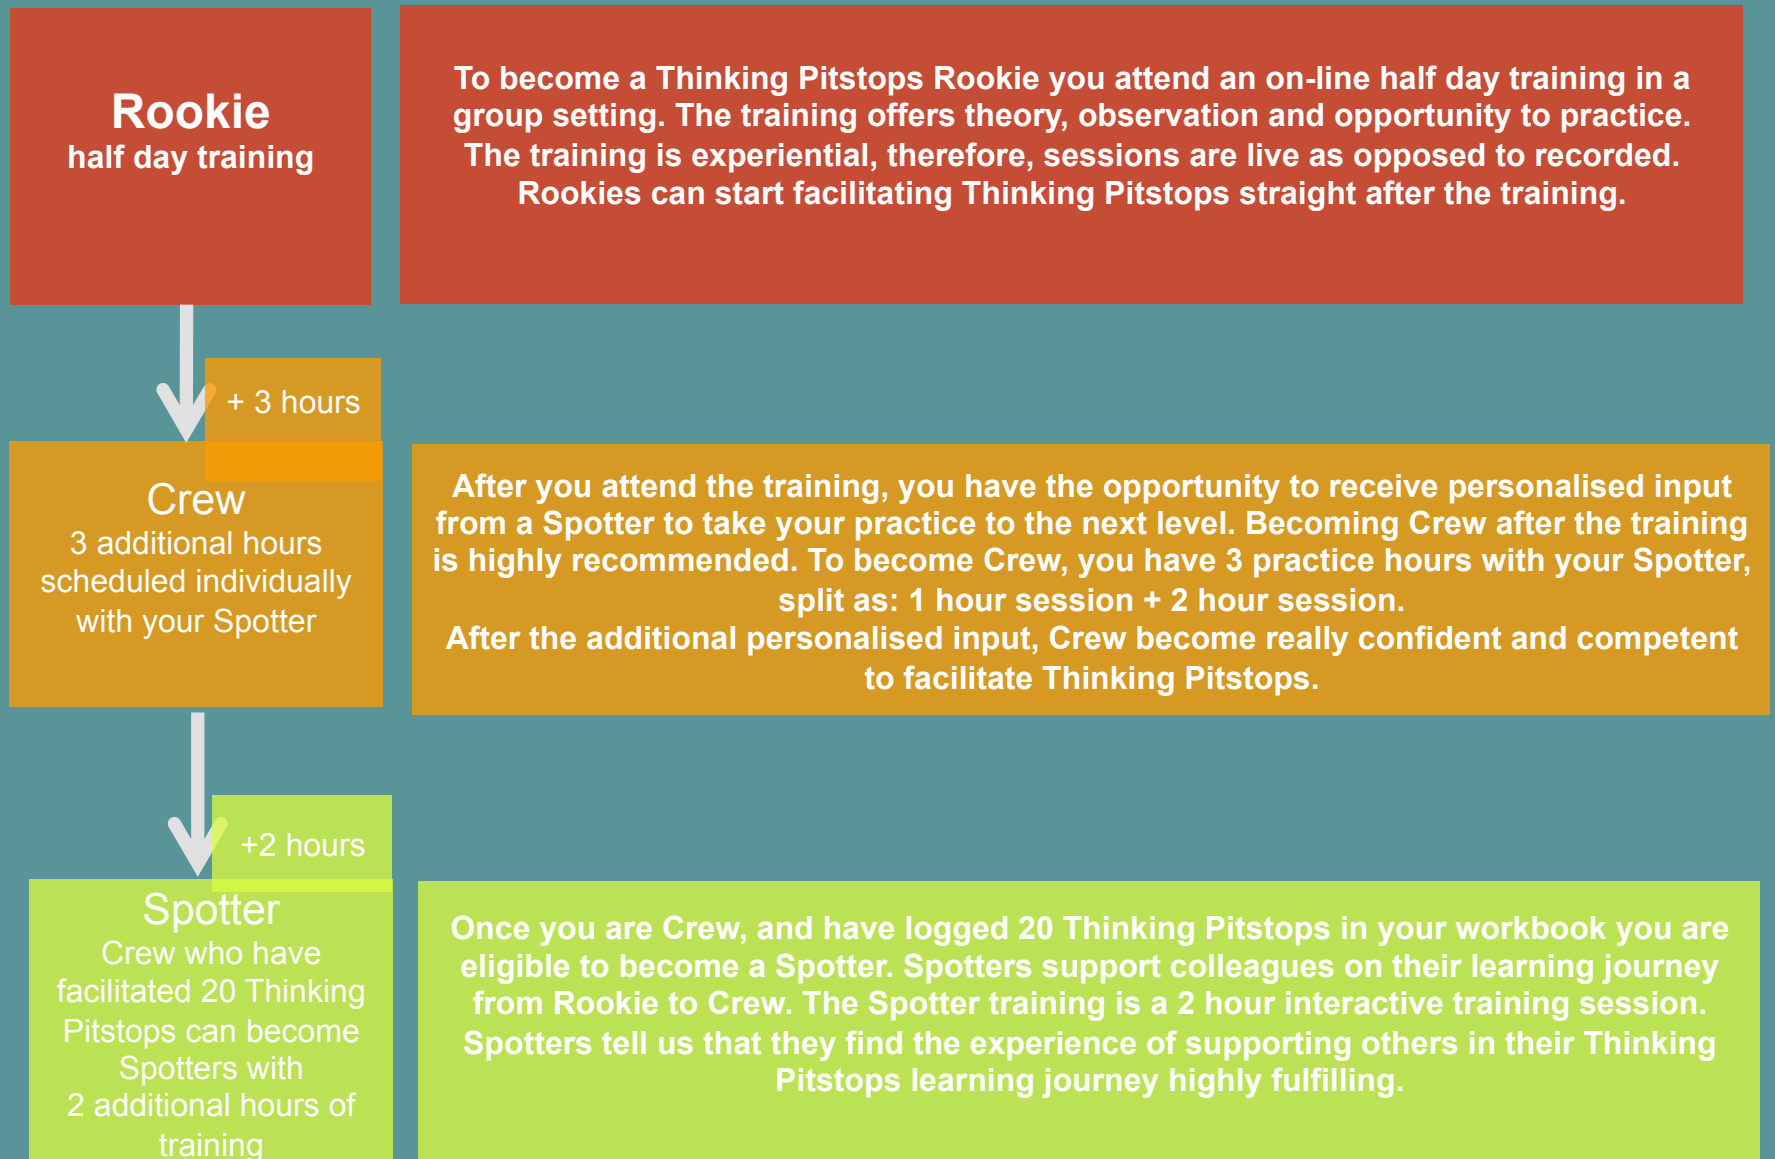 Rookie
half day training
To become a Thinking Pitstops Rookie you attend an on-line half day training in a
group setting. The training offers theory, observation and opportunity to practice.
The training is experiential, therefore, sessions are live as opposed to recorded.
Rookies can start facilitating Thinking Pitstops straight after the training.
+ 3 hours
Crew
3 additional hours
scheduled individually
with your Spotter
After you attend the training, you have the opportunity to receive personalised input
from a Spotter to take your practice to the next level. Becoming Crew after the training
is highly recommended. To become Crew, you have 3 practice hours with your Spotter,
split as: 1 hour session + 2 hour session.
After the additional personalised input, Crew become really confident and competent
to facilitate Thinking Pitstops.
+2 hours
Spotter
Crew who have
facilitated 20 Thinking
Pitstops can become
Spotters with
2 additional hours of
training
Once you are Crew, and have logged 20 Thinking Pitstops in your workbook you are
eligible to become a Spotter. Spotters support colleagues on their learning journey
from Rookie to Crew. The Spotter training is a 2 hour interactive training session.
Spotters tell us that they find the experience of supporting others in their Thinking
Pitstops learning journey highly fulfilling.